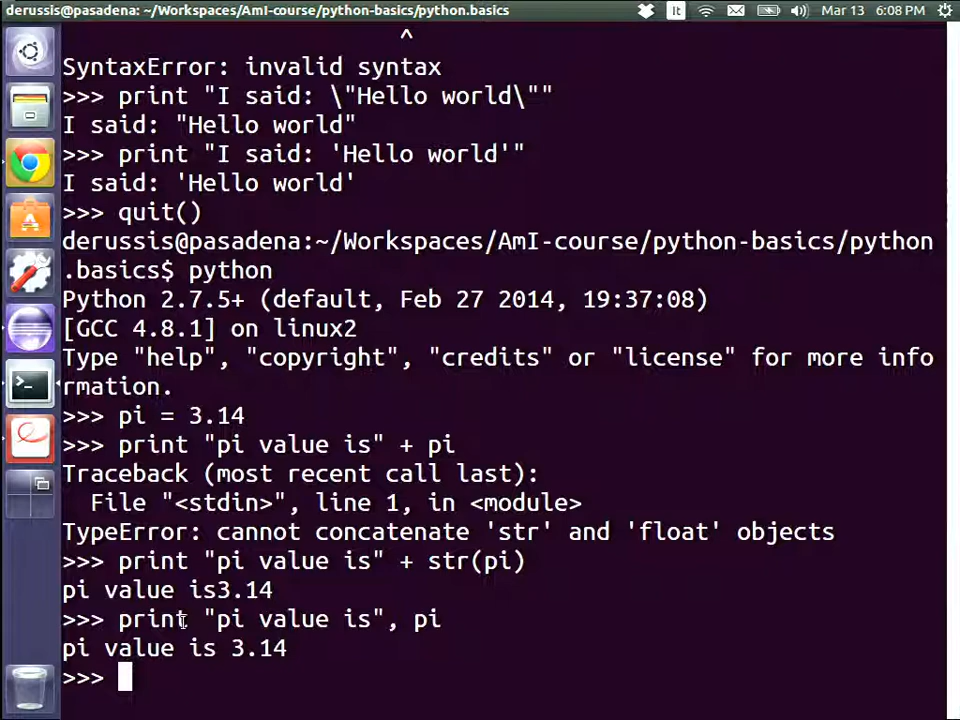 derussis@pasadena: ~/Workspaces/AmI-course/python-basics/python.basics It Mar 13 6:08 PM
^
SyntaxError: invalid syntax
>>> print "I said: \"Hello world\""
I said: "Hello world"
>>> print "I said: 'Hello world'"
I said: 'Hello world'
>>> quit()
derussis@pasadena:~/Workspaces/AmI-course/python-basics/python
.basics$ python
Python 2.7.5+ (default, Feb 27 2014, 19:37:08)
[GCC 4.8.1] on linux2
Type "help", "copyright", "credits" or "license" for more info
rmation.
>>> pi = 3.14
>>> print "pi value is" + pi
Traceback (most recent call last):
  File "<stdin>", line 1, in <module>
TypeError: cannot concatenate 'str' and 'float' objects
>>> print "pi value is" + str(pi)
pi value is3.14
>>> print "pi value is", pi
pi value is 3.14
>>>